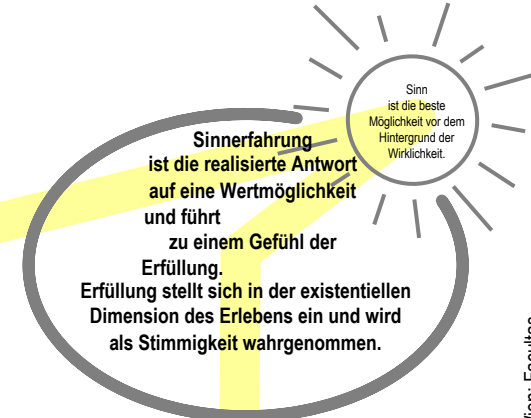 Sinn
ist die beste
Möglichkeit vor dem
Hintergrund der
Wirklichkeit.
Sinnerfahrung
ist die realisierte Antwort
auf eine Wertmöglichkeit
und führt
zu einem Gefühl der
Erfüllung.
Erfüllung stellt sich in der existentiellen
Dimension des Erlebens ein und wird
als Stimmigkeit wahrgenommen.